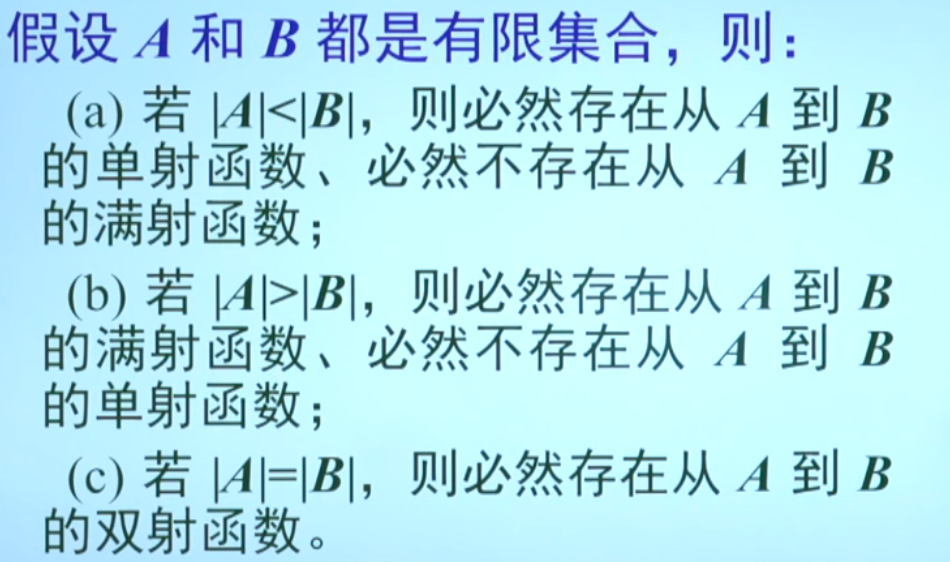 假设 A 和 B 都是有限集合，则：
(a) 若 |A|<|B|，则必然存在从 A 到 B
的单射函数、必然不存在从 A 到 B
的满射函数；
(b) 若 |A|>|B|，则必然存在从 A 到 B
的满射函数、必然不存在从 A 到 B
的单射函数；
(c) 若 |A|=|B|，则必然存在从 A 到 B
的双射函数。